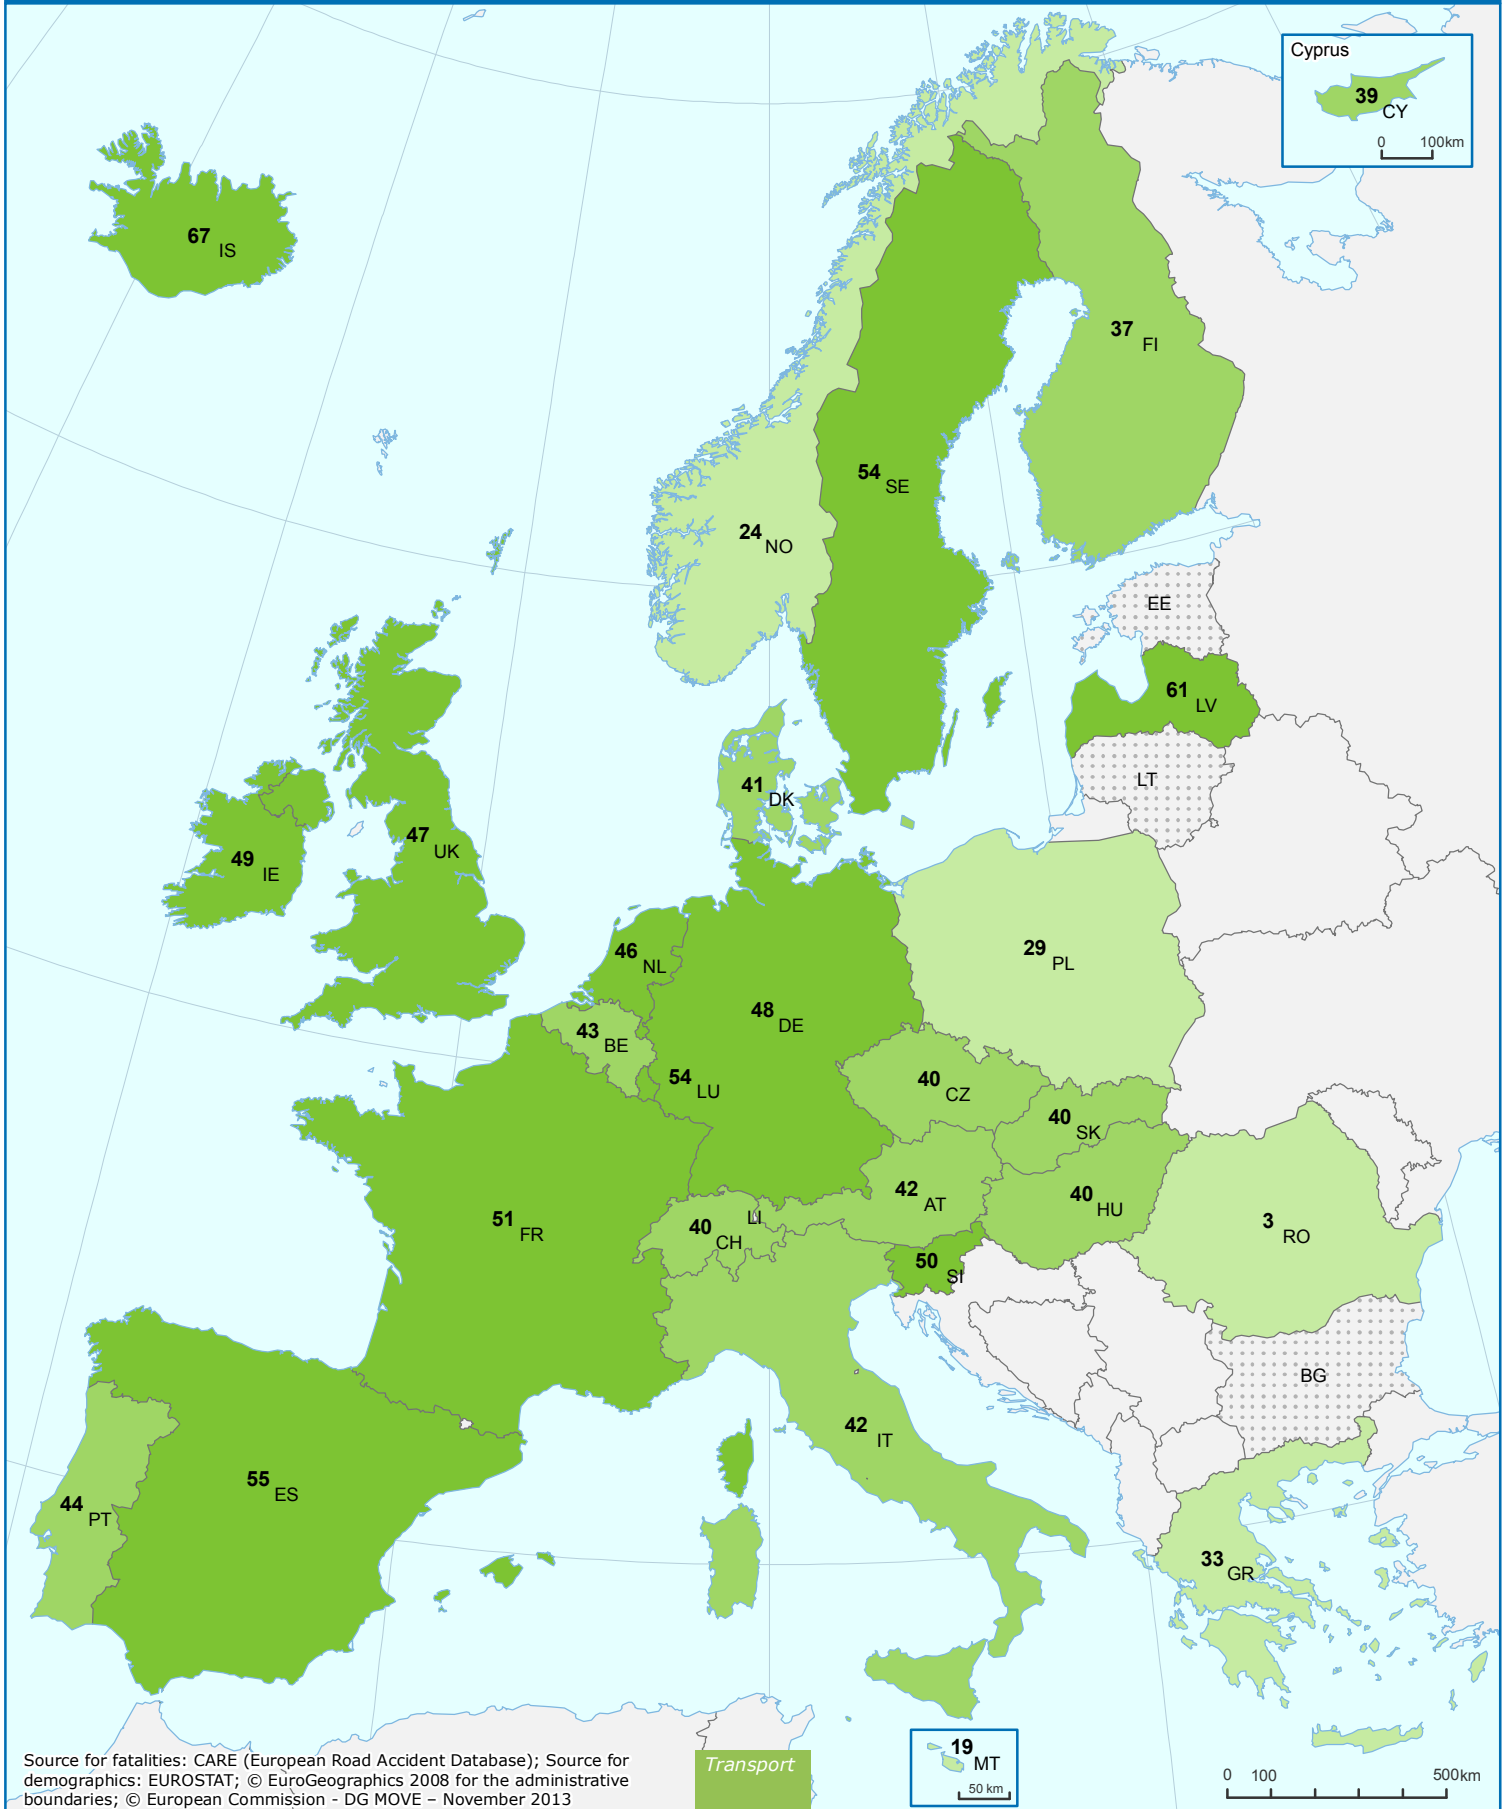 Cyprus
39
CY
0 100km
67
IS
37
FI
54
SE
24
NO
EE
61
LV
LT
41
DK
47
UK
49
IE
46
NL
29
PL
48
DE
43
BE
54
LU
40
CZ
40
SK
42
AT
40
HU
LI
40
CH
51
FR
3
RO
50
SI
BG
42
IT
55
ES
44
PT
33
GR
19
MT
50 km
Transport
0 100 500km
Source for fatalities: CARE (European Road Accident Database); Source for
demographics: EUROSTAT; © EuroGeographics 2008 for the administrative
boundaries; © European Commission - DG MOVE – November 2013